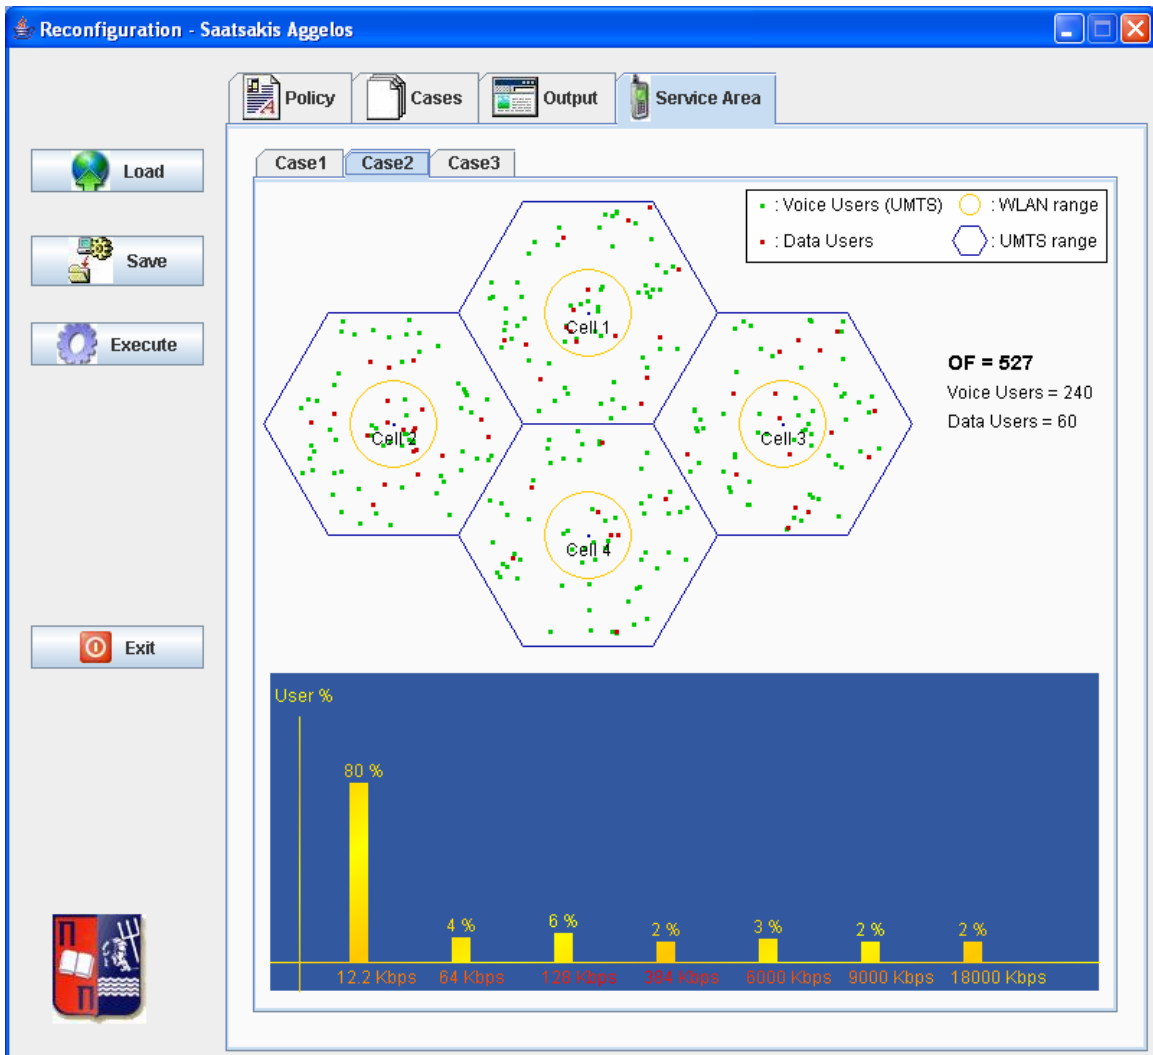 Reconfiguration - Saatsakis Aggelos
Policy
Cases
Output
Service Area
Load
Save
Execute
Exit
Case1
Case2
Case3
: Voice Users (UMTS)
: WLAN range
: Data Users
: UMTS range
Cell 1
Cell 2
Cell 3
Cell 4
OF = 527
Voice Users = 240
Data Users = 60
User %
80 %
4 %
6 %
2 %
3 %
2 %
2 %
12.2 Kbps
64 Kbps
128 Kbps
384 Kbps
6000 Kbps
9000 Kbps
18000 Kbps
Π
Π